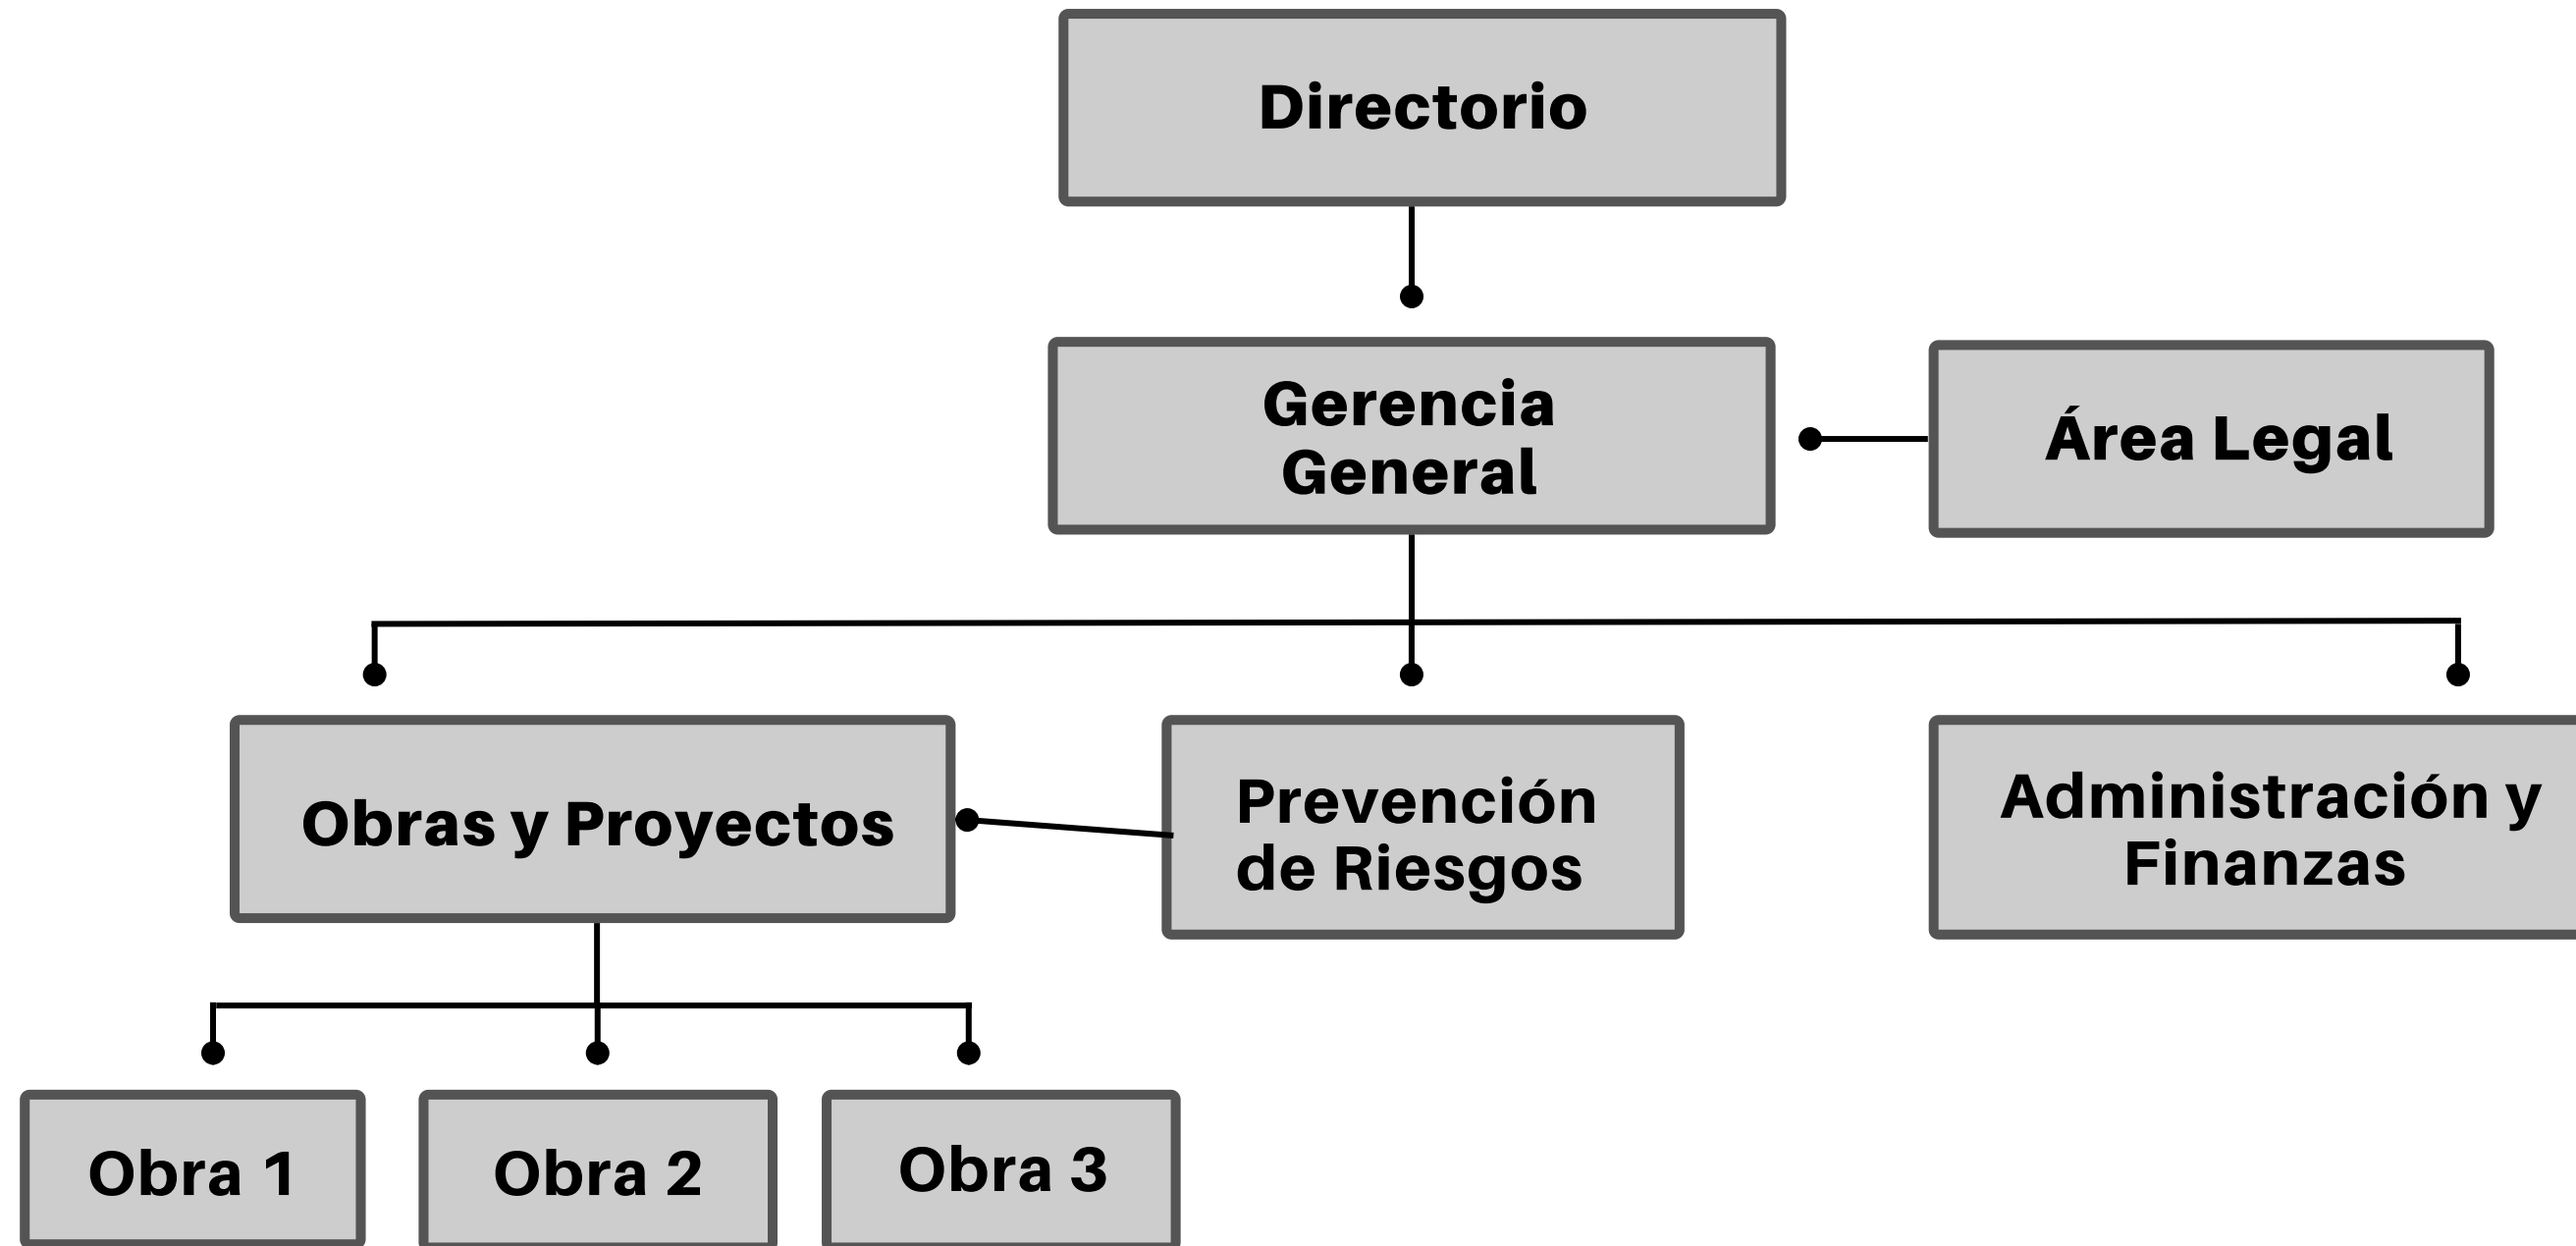 Directorio
Gerencia
General
Área Legal
Obras y Proyectos
Prevención
de Riesgos
Administración y
Finanzas
Obra 1
Obra 2
Obra 3